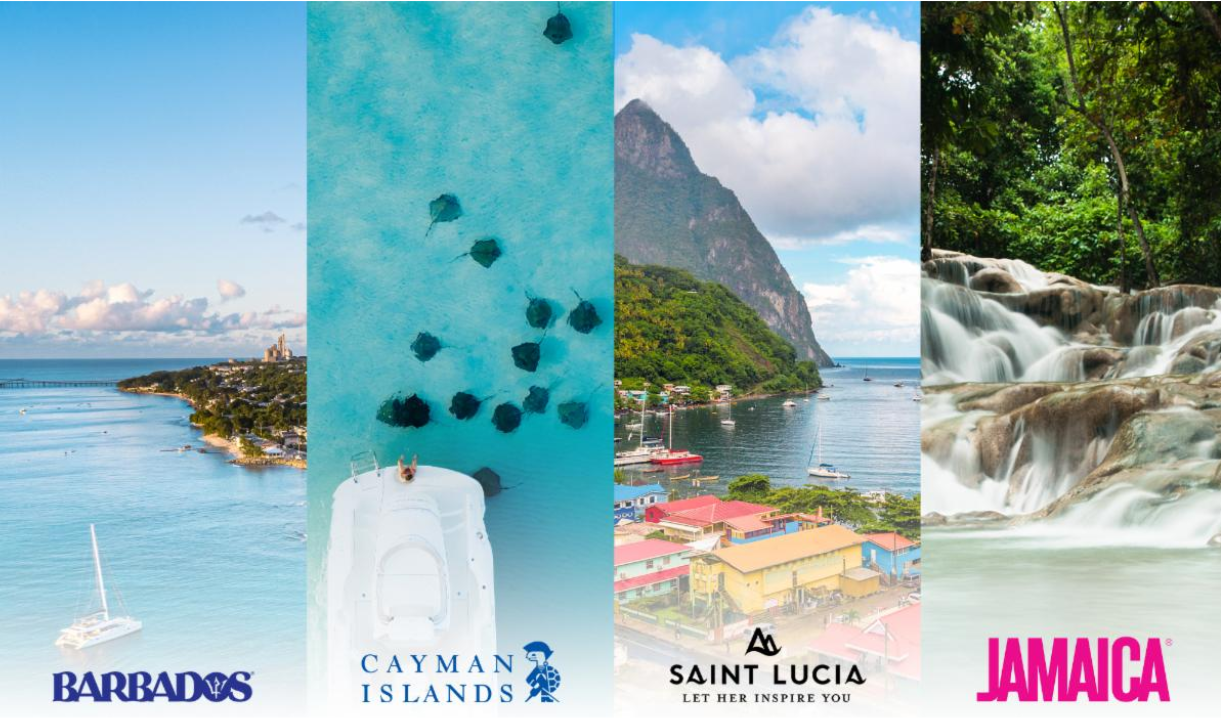 BARBADOS
CAYMAN
ISLANDS
SAINT LUCIA
LET HER INSPIRE YOU
JAMAICA®